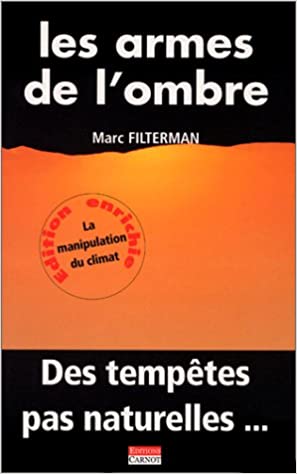 les armes
de l'ombre
Marc FILTERMAN
Edition enrichie
La
manipulation
du climat
Des tempêtes
pas naturelles ...
EDITIONS
CARNOT